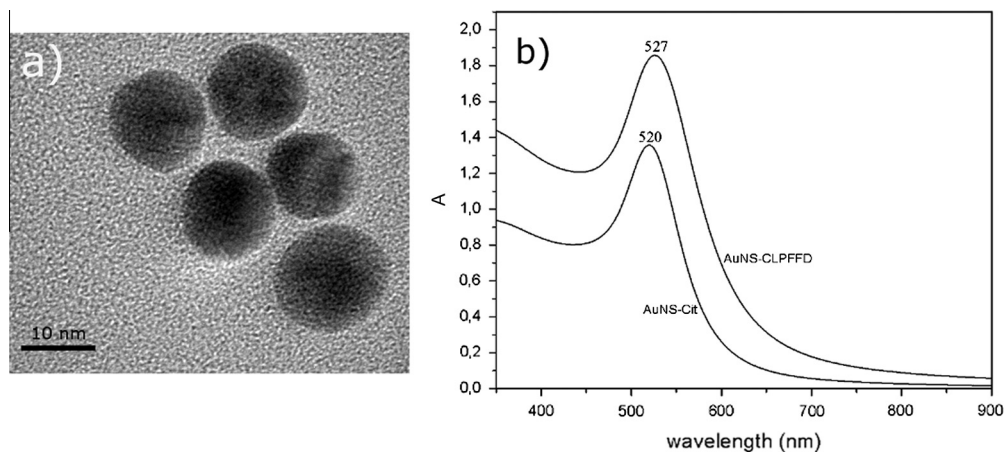 a)
10 nm
b)
2,0
1,8
1,6
1,4
1,2
1,0
0,8
0,6
0,4
0,2
0,0
A
527
520
AuNS-CLPFFD
AuNS-Cit
400 500 600 700 800 900
wavelength (nm)